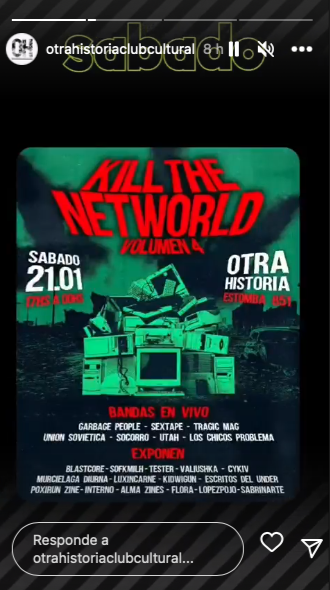 sabado
OH
otrahistoriaclubcultural 8 h
KILL THE
NETWORLD
VOLUMEN 4
SABADO
21.01
OTRA
HISTORIA
ESTOMBA 851
BANDAS EN VIVO
GARBAGE PEOPLE - SEXTAPE - TRAGIC MAG
UNION SOVIETICA - SOCORRO - UTAH - LOS CHICOS PROBLEMA
EXPONEN
BLASTCORE - SOFKMILH - TESTER - VALIUSHKA - CYKIV
MURCIELAGA DIURNA - LUXINCARNE - KIDWIGUN - ESCRITOS DEL UNDER
POXIRUN ZINE - INTERNO - ALMA ZINES - FLORA - LOPEZPOJO - SABRINARTE
Responde a
otrahistoriaclubcultural...